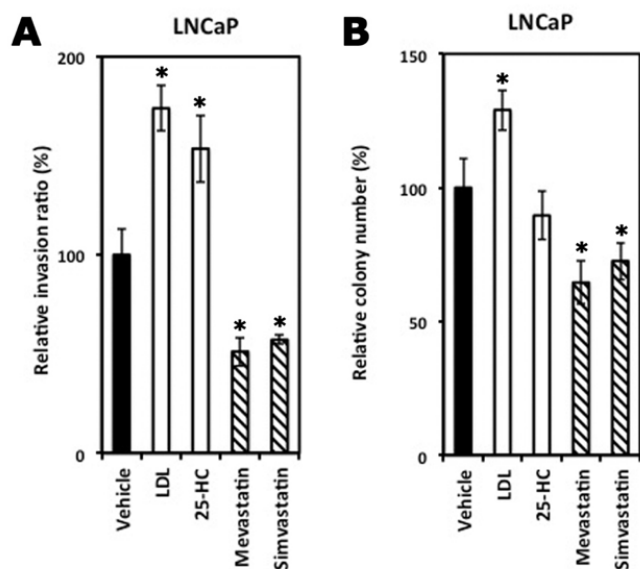 A
LNCaP
Relative invasion ratio (%)
200
100
0
*
*
*
*
Vehicle
LDL
25-HC
Mevastatin
Simvastatin
B
LNCaP
Relative colony number (%)
150
100
50
0
*
*
*
Vehicle
LDL
25-HC
Mevastatin
Simvastatin